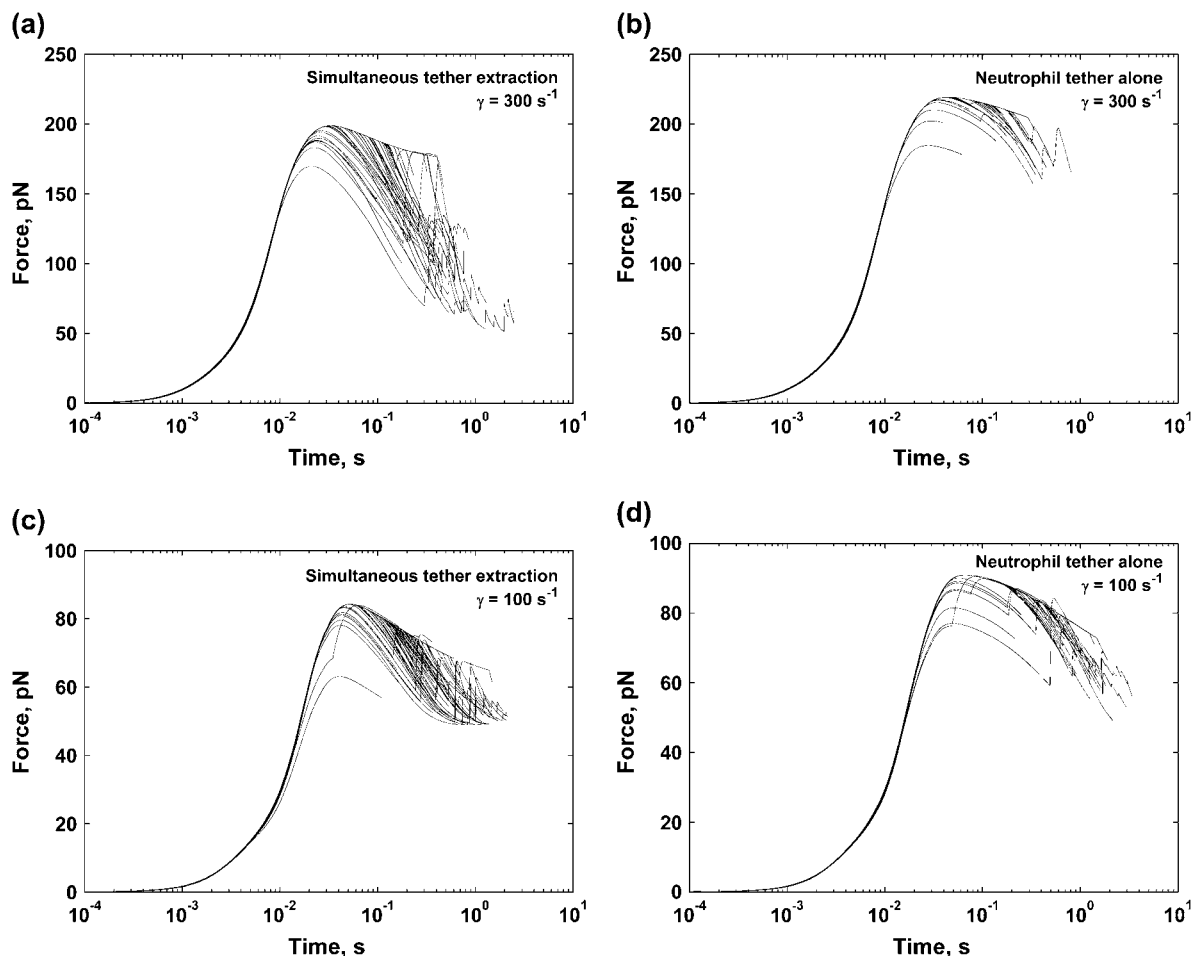 (a)
Simultaneous tether extraction
γ = 300 s⁻¹
250
200
150
100
50
0
Force, pN
10⁻⁴ 10⁻³ 10⁻² 10⁻¹ 10⁰ 10¹
Time, s
(b)
Neutrophil tether alone
γ = 300 s⁻¹
250
200
150
100
50
0
Force, pN
10⁻⁴ 10⁻³ 10⁻² 10⁻¹ 10⁰ 10¹
Time, s
(c)
Simultaneous tether extraction
γ = 100 s⁻¹
100
80
60
40
20
0
Force, pN
10⁻⁴ 10⁻³ 10⁻² 10⁻¹ 10⁰ 10¹
Time, s
(d)
Neutrophil tether alone
γ = 100 s⁻¹
100
80
60
40
20
0
Force, pN
10⁻⁴ 10⁻³ 10⁻² 10⁻¹ 10⁰ 10¹
Time, s